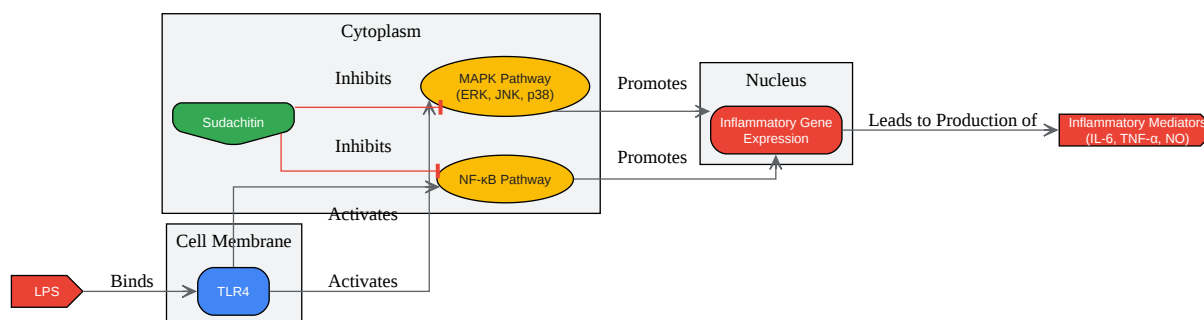 Cytoplasm
Inhibits
MAPK Pathway
(ERK, JNK, p38)
Sudachitin
Inhibits
NF-κB Pathway
Promotes
Promotes
Nucleus
Inflammatory Gene
Expression
Leads to Production of
Inflammatory Mediators
(IL-6, TNF-α, NO)
Activates
Cell Membrane
LPS
Binds
TLR4
Activates